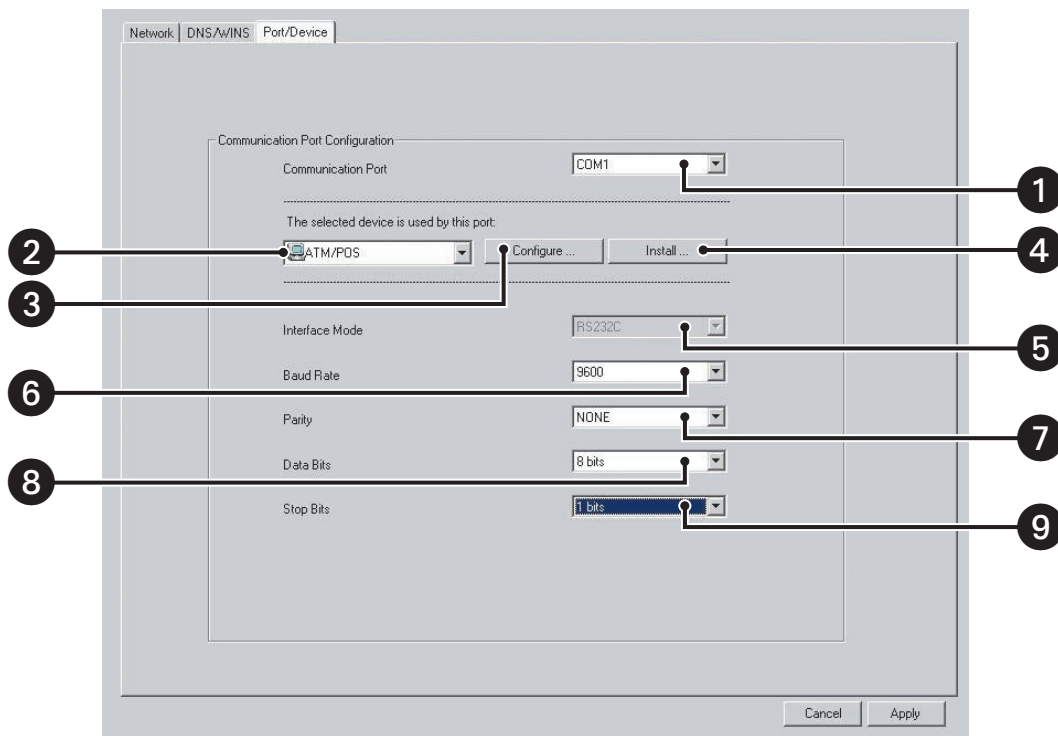 Network DNS/WINS Port/Device
Communication Port Configuration
Communication Port COM1
1
The selected device is used by this port:
2 ATM/POS Configure ... Install ... 4
3
Interface Mode RS232C
5
Baud Rate 9600
6
Parity NONE
7
Data Bits 8 bits
8
Stop Bits 1 bits
9
Cancel Apply